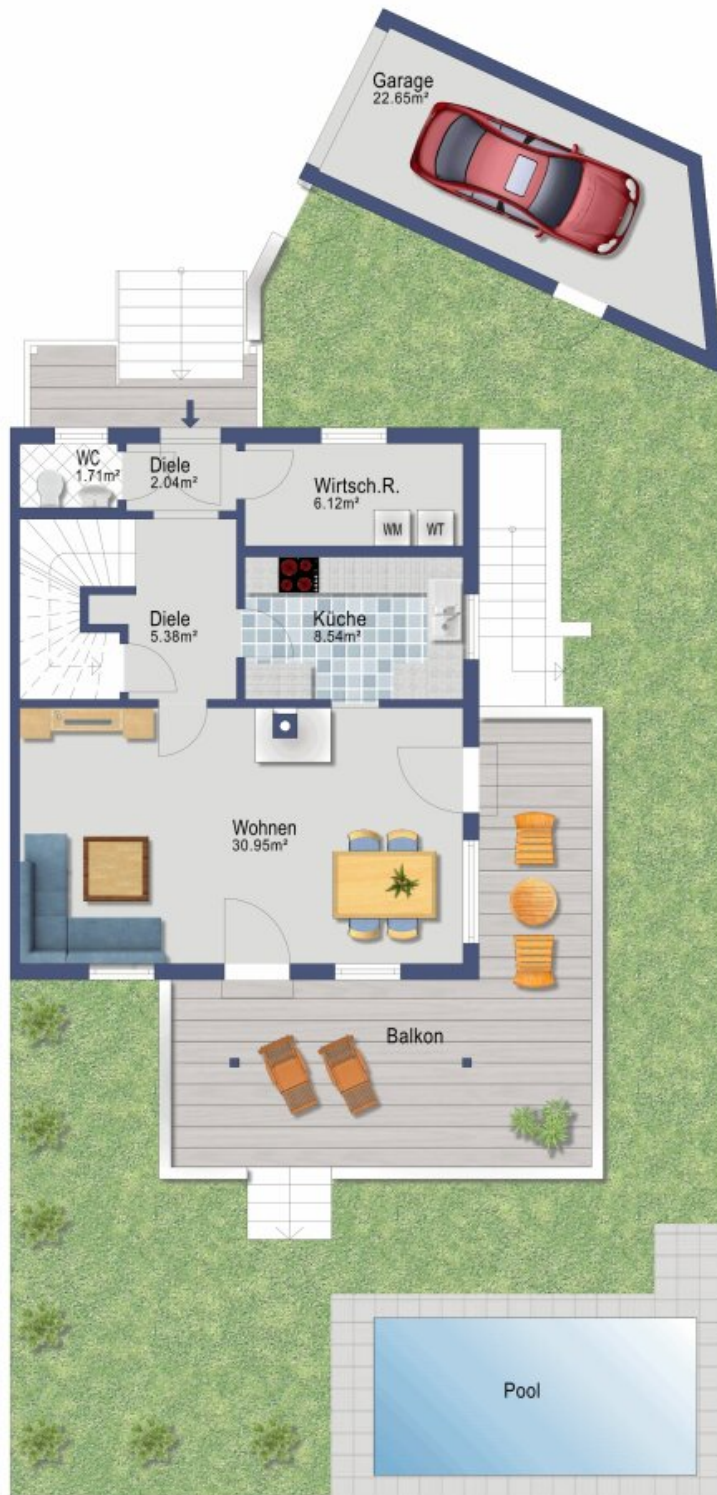 Garage
22.65m²
WC
1.71m²
Diele
2.04m²
Wirtsch.R.
6.12m²
WM
WT
Diele
5.38m²
Küche
8.54m²
Wohnen
30.95m²
Balkon
Pool